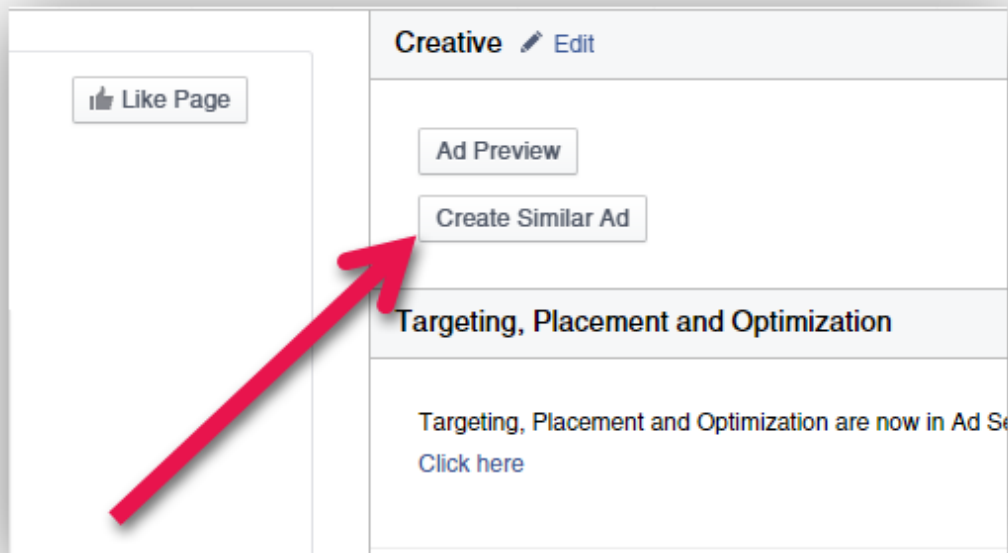 Creative Edit
Like Page
Ad Preview
Create Similar Ad
Targeting, Placement and Optimization
Targeting, Placement and Optimization are now in Ad
Click here